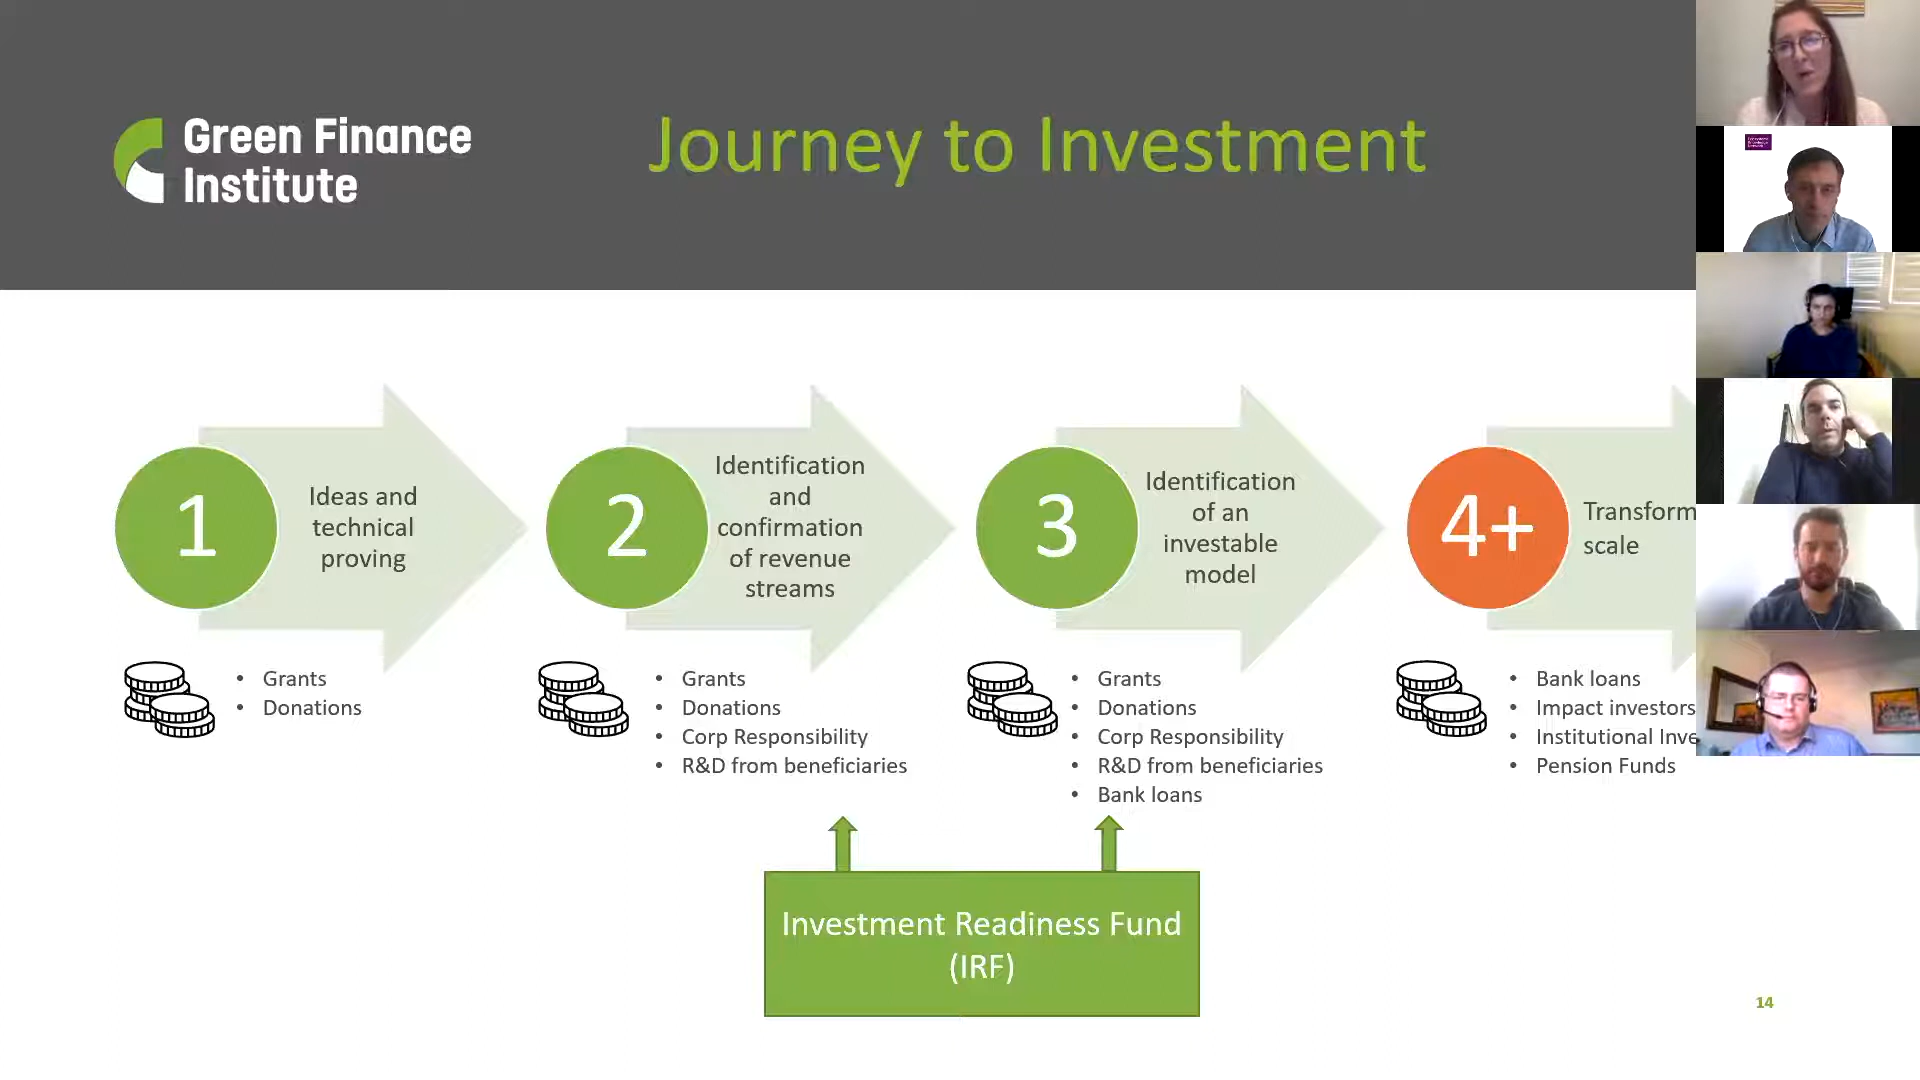 Green Finance
Institute
Journey to Investment
1
Ideas and
technical
proving
Grants
Donations
2
Identification
and
confirmation
of revenue
streams
Grants
Donations
Corp Responsibility
R&D from beneficiaries
3
Identification
of an
investable
model
Grants
Donations
Corp Responsibility
R&D from beneficiaries
Bank loans
4+
Transform
scale
Bank loans
Impact investors
Institutional Inve
Pension Funds
Investment Readiness Fund
(IRF)
14